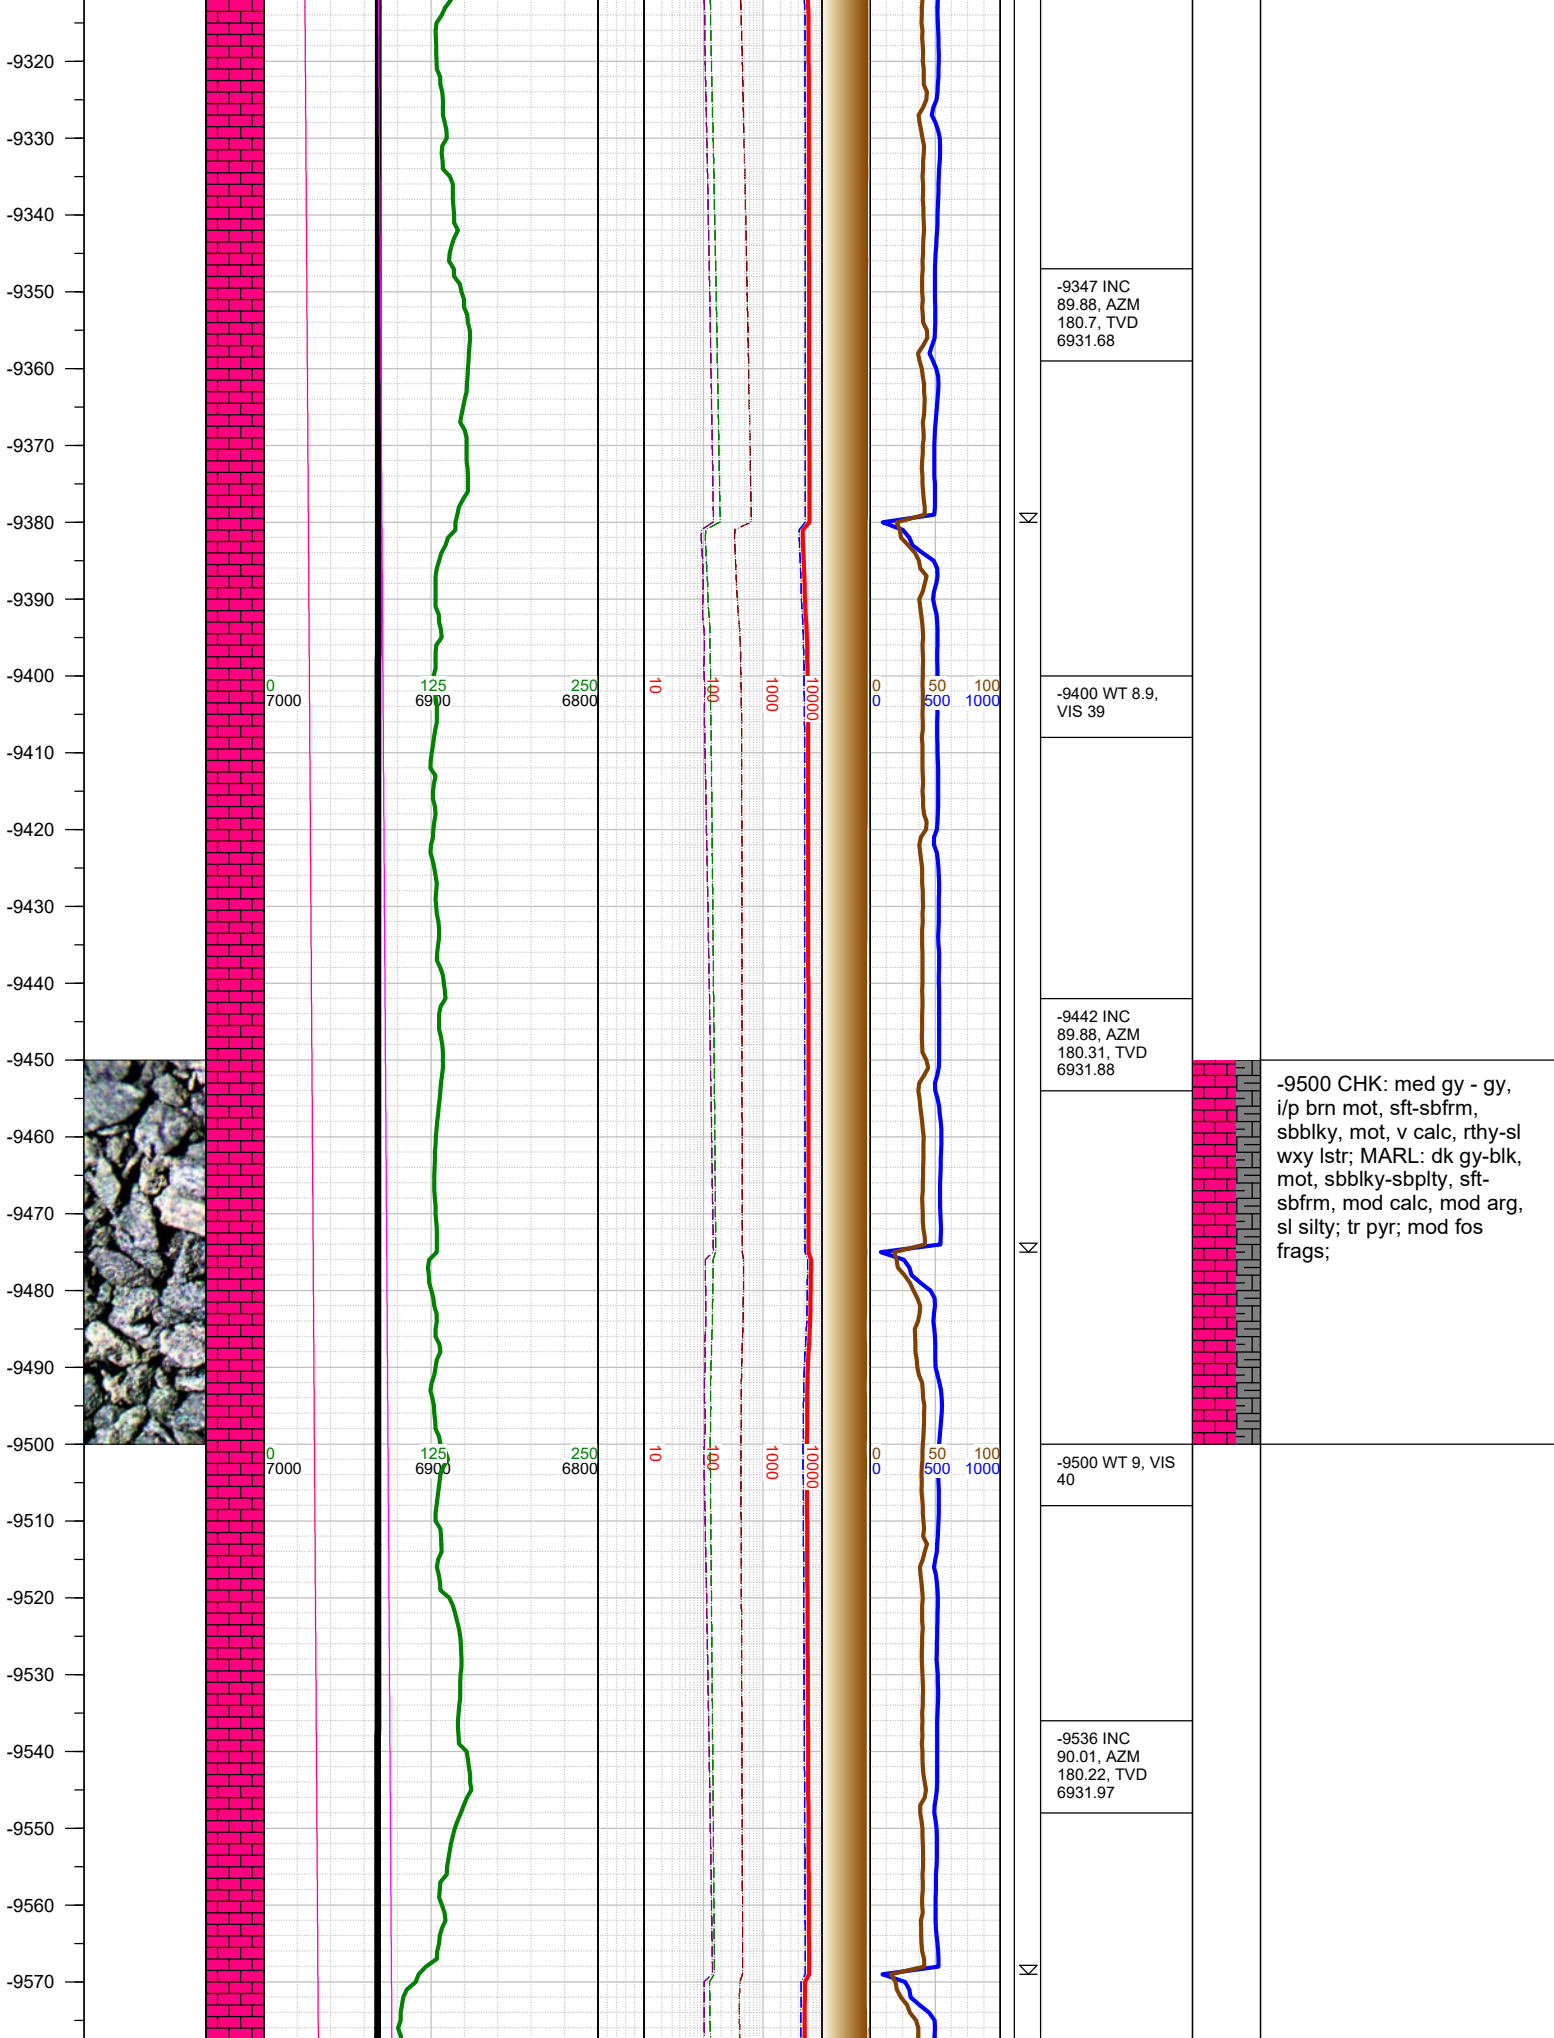 -9320
-9330
-9340
-9347 INC
89.88, AZM
180.7, TVD
6931.68
-9350
-9360
-9370
-9380
-9390
-9400
0 125 250 10 100 1000 10000 0 50 100
7000 6900 6800 0 500 1000
-9400 WT 8.9,
VIS 39
-9410
-9420
-9430
-9440
-9442 INC
89.88, AZM
180.31, TVD
6931.88
-9450
-9500 CHK: med gy - gy,
i/p brn mot, sft-sbfrm,
sbblky, mot, v calc, rthy-sl
wxy lstr; MARL: dk gy-blk,
mot, sbblky-sbplty, sft-
sbfrm, mod calc, mod arg,
sl silty; tr pyr; mod fos
frags;
-9460
-9470
-9480
-9490
-9500
0 125 250 10 100 1000 10000 0 50 100
7000 6900 6800 0 500 1000
-9500 WT 9, VIS
40
-9510
-9520
-9530
-9536 INC
90.01, AZM
180.22, TVD
6931.97
-9540
-9550
-9560
-9570